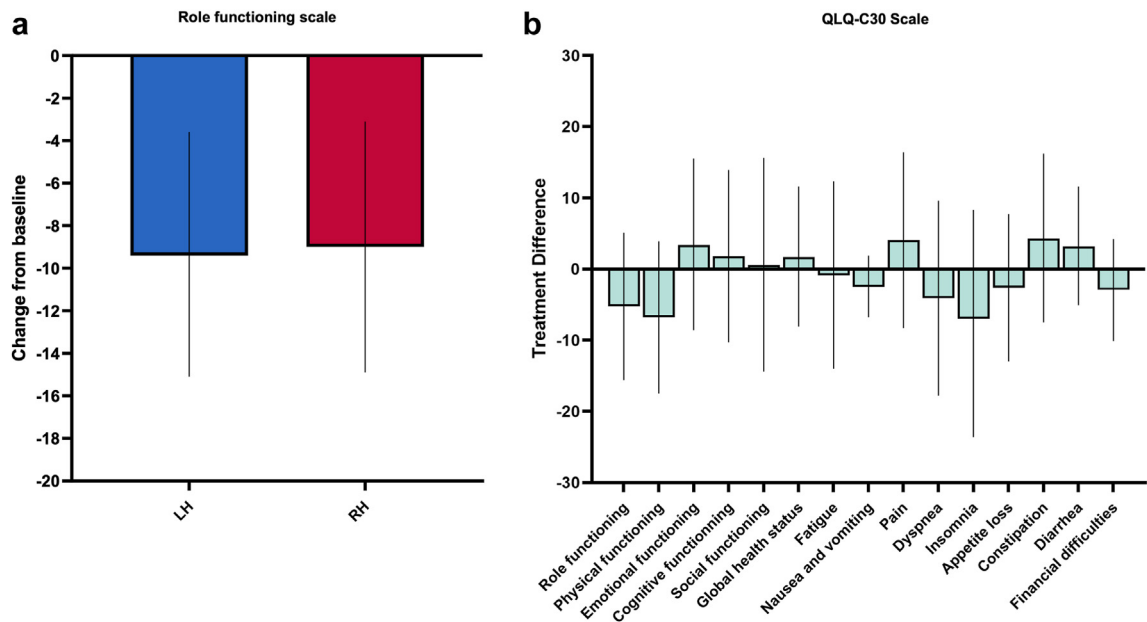 a
Role functioning scale
0
-2
-4
-6
-8
-10
-12
-14
-16
-18
-20
Change from baseline
LH
RH
b
QLQ-C30 Scale
30
20
10
0
-10
-20
-30
Treatment Difference
Role functioning
Physical functioning
Emotional functioning
Cognitive functionning
Social functioning
Global health status
Fatigue
Nausea and vomiting
Pain
Dyspnea
Insomnia
Appetite loss
Constipation
Diarrhea
Financial difficulties